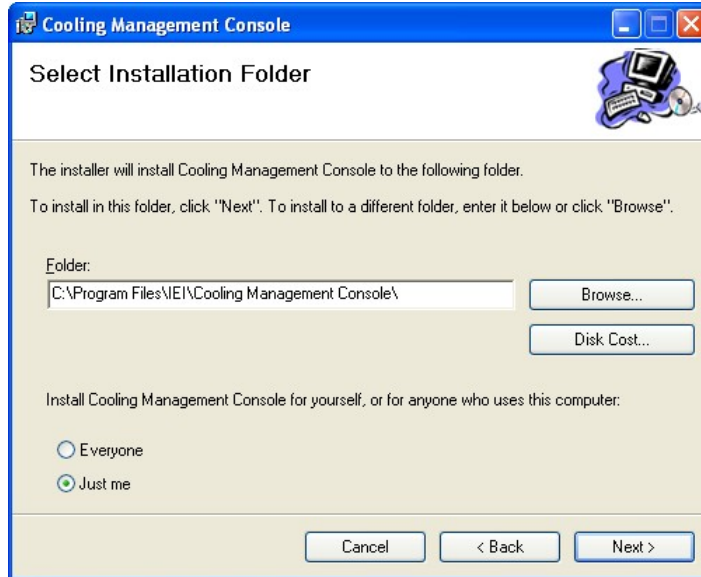 Cooling Management Console
Select Installation Folder
The installer will install Cooling Management Console to the following folder.
To install in this folder, click "Next". To install to a different folder, enter it below or click "Browse".
Folder:
C:\Program Files\IEI\Cooling Management Console\
Browse...
Disk Cost...
Install Cooling Management Console for yourself, or for anyone who uses this computer:
Everyone
Just me
Cancel
< Back
Next >